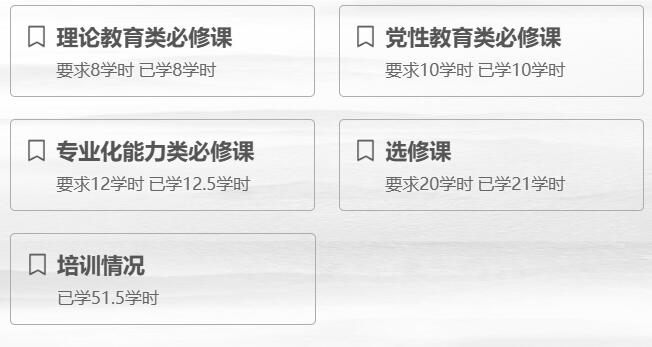 理论教育类必修课
要求8学时 已学8学时
党性教育类必修课
要求10学时 已学10学时
专业化能力类必修课
要求12学时 已学12.5学时
选修课
要求20学时 已学21学时
培训情况
已学51.5学时